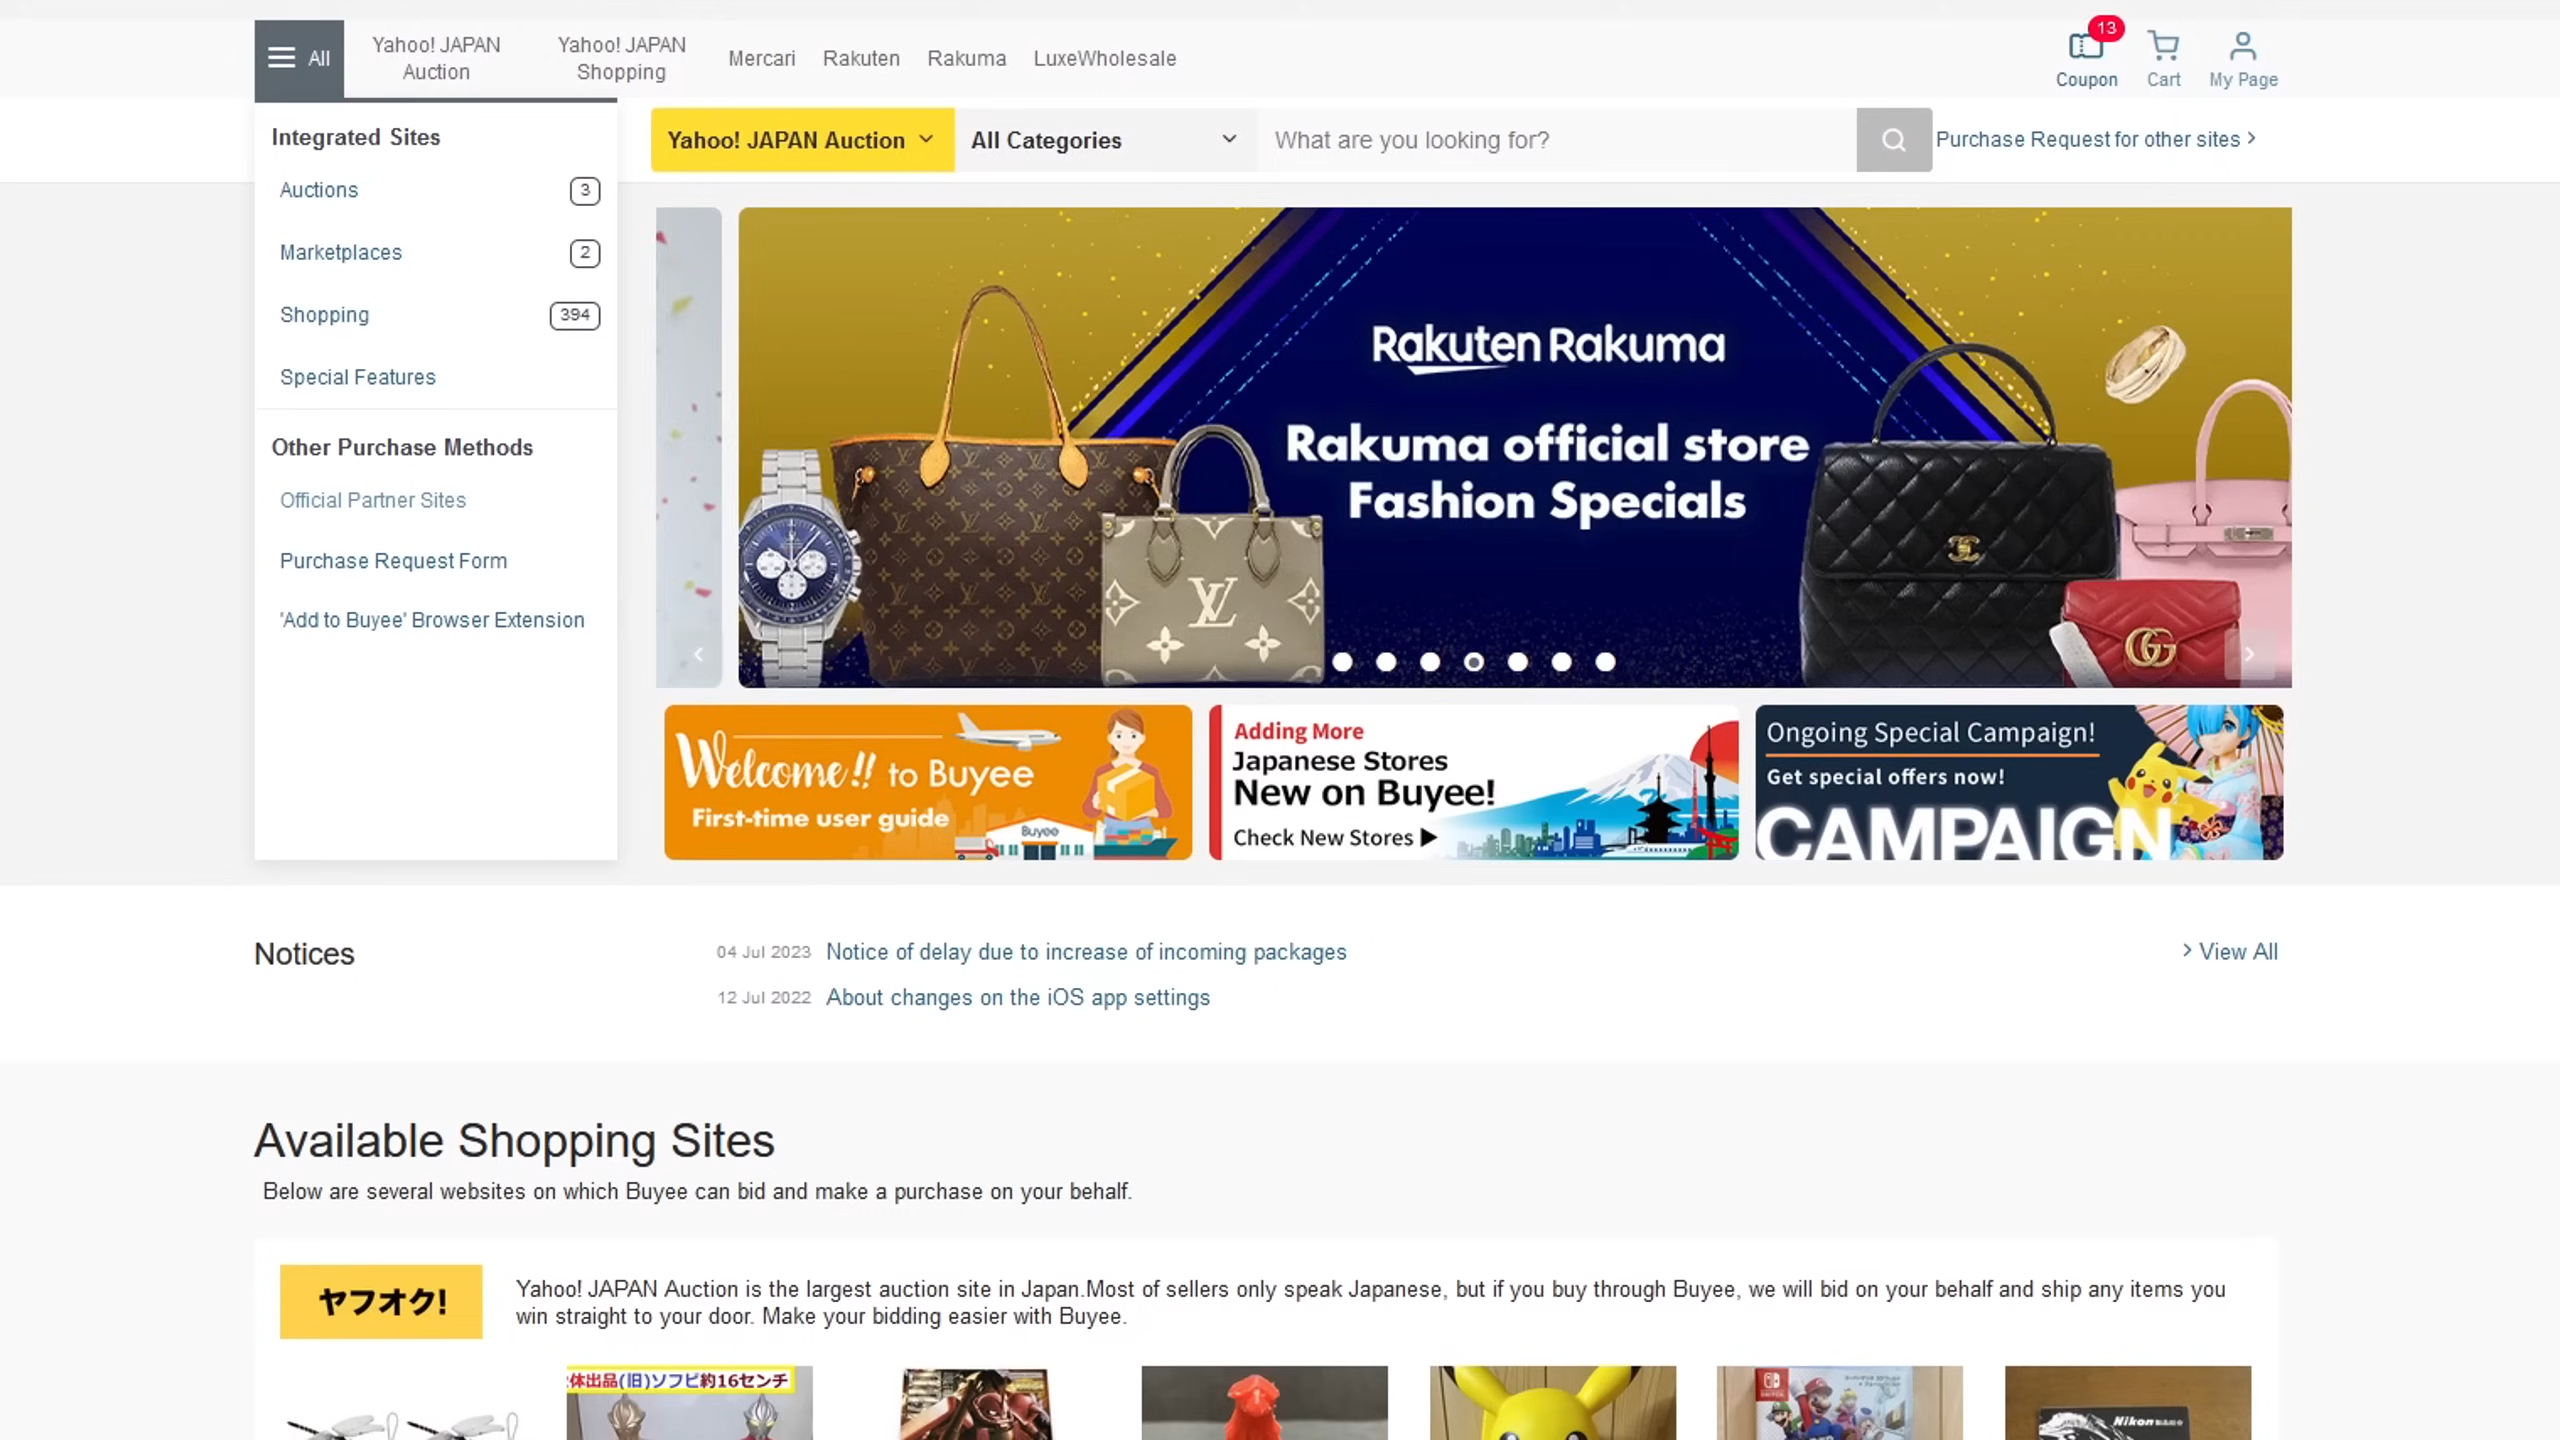 All
Yahoo! JAPAN
Auction
Yahoo! JAPAN
Shopping
Mercari
Rakuten
Rakuma
LuxeWholesale
13
Coupon
Cart
My Page
Integrated Sites
Auctions 3
Marketplaces 2
Shopping 394
Special Features
Other Purchase Methods
Official Partner Sites
Purchase Request Form
'Add to Buyee' Browser Extension
Yahoo! JAPAN Auction
All Categories
What are you looking for?
Purchase Request for other sites
Rakuten Rakuma
Rakuma official store
Fashion Specials
Welcome!! to Buyee
First-time user guide
Buyee
Adding More
Japanese Stores
New on Buyee!
Check New Stores ▶
Ongoing Special Campaign!
Get special offers now!
CAMPAIGN
Notices
04 Jul 2023 Notice of delay due to increase of incoming packages
12 Jul 2022 About changes on the iOS app settings
View All
Available Shopping Sites
Below are several websites on which Buyee can bid and make a purchase on your behalf.
ヤフオク!
Yahoo! JAPAN Auction is the largest auction site in Japan.Most of sellers only speak Japanese, but if you buy through Buyee, we will bid on your behalf and ship any items you
win straight to your door. Make your bidding easier with Buyee.
体出品(旧)ソフビ約16センチ
Nikon